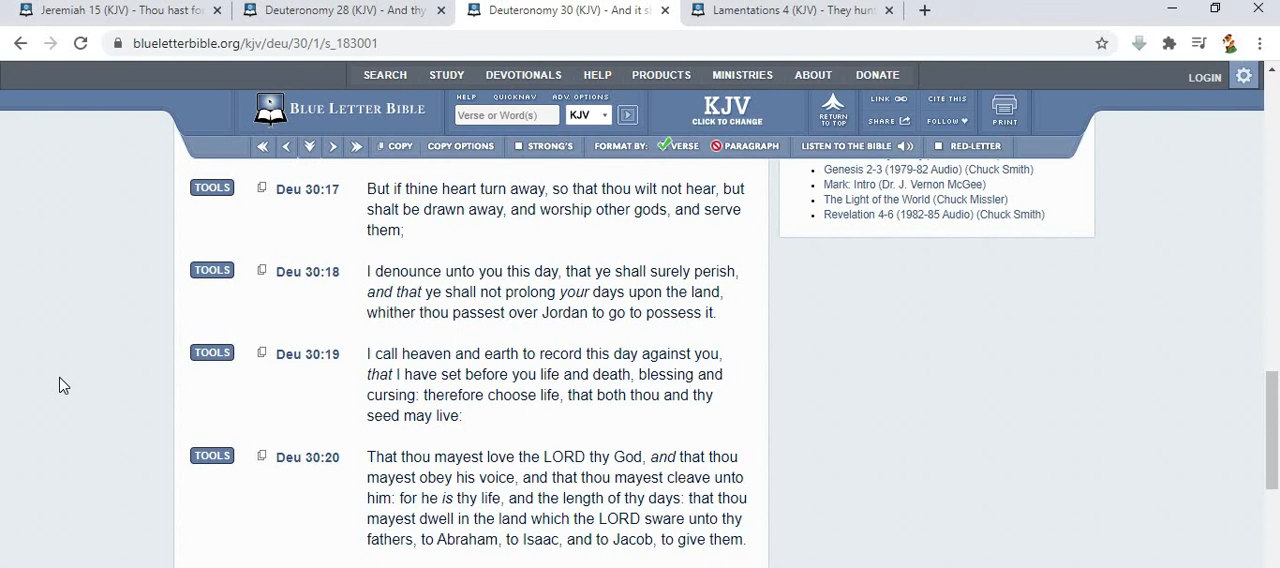 Jeremiah 15 (KJV) - Thou hast fo
Deuteronomy 28 (KJV) - And thy
Deuteronomy 30 (KJV) - And it s
Lamentations 4 (KJV) - They hun
blueletterbible.org/kjv/deu/30/1/s_183001
SEARCH STUDY DEVOTIONALS HELP PRODUCTS MINISTRIES ABOUT DONATE
LOGIN
BLUE LETTER BIBLE
HELP QUICKNAV ADV. OPTIONS
Verse or Word(s) KJV
KJV
CLICK TO CHANGE
RETURN
TO TOP
LINK CITE THIS
SHARE FOLLOW
PRINT
COPY COPY OPTIONS STRONG'S FORMAT BY: VERSE PARAGRAPH LISTEN TO THE BIBLE RED-LETTER
TOOLS Deu 30:17 But if thine heart turn away, so that thou wilt not hear, but
shalt be drawn away, and worship other gods, and serve
them;
TOOLS Deu 30:18 I denounce unto you this day, that ye shall surely perish,
and that ye shall not prolong your days upon the land,
whither thou passest over Jordan to go to possess it.
TOOLS Deu 30:19 I call heaven and earth to record this day against you,
that I have set before you life and death, blessing and
cursing: therefore choose life, that both thou and thy
seed may live:
TOOLS Deu 30:20 That thou mayest love the LORD thy God, and that thou
mayest obey his voice, and that thou mayest cleave unto
him: for he is thy life, and the length of thy days: that thou
mayest dwell in the land which the LORD sware unto thy
fathers, to Abraham, to Isaac, and to Jacob, to give them.
Genesis 2-3 (1979-82 Audio) (Chuck Smith)
Mark: Intro (Dr. J. Vernon McGee)
The Light of the World (Chuck Missler)
Revelation 4-6 (1982-85 Audio) (Chuck Smith)